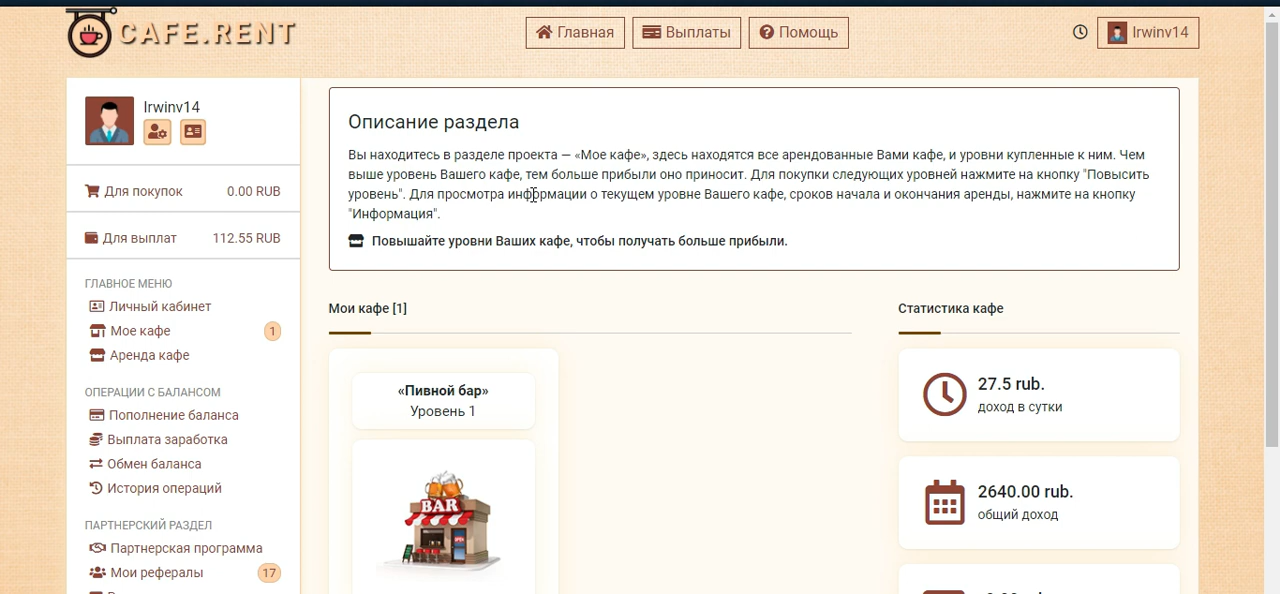 CAFE.RENT
Главная
Выплаты
Помощь
Irwinv14
Irwinv14
Для покупок 0.00 RUB
Для выплат 112.55 RUB
ГЛАВНОЕ МЕНЮ
Личный кабинет
Мое кафе 1
Аренда кафе
ОПЕРАЦИИ С БАЛАНСОМ
Пополнение баланса
Выплата заработка
Обмен баланса
История операций
ПАРТНЕРСКИЙ РАЗДЕЛ
Партнерская программа
Мои рефералы 17
Описание раздела
Вы находитесь в разделе проекта — «Мое кафе», здесь находятся все арендованные Вами кафе, и уровни купленные к ним. Чем
выше уровень Вашего кафе, тем больше прибыли оно приносит. Для покупки следующих уровней нажмите на кнопку "Повысить
уровень". Для просмотра информации о текущем уровне Вашего кафе, сроков начала и окончания аренды, нажмите на кнопку
"Информация".
Повышайте уровни Ваших кафе, чтобы получать больше прибыли.
Мои кафе [1]
«Пивной бар»
Уровень 1
BAR
Статистика кафе
27.5 rub.
доход в сутки
2640.00 rub.
общий доход